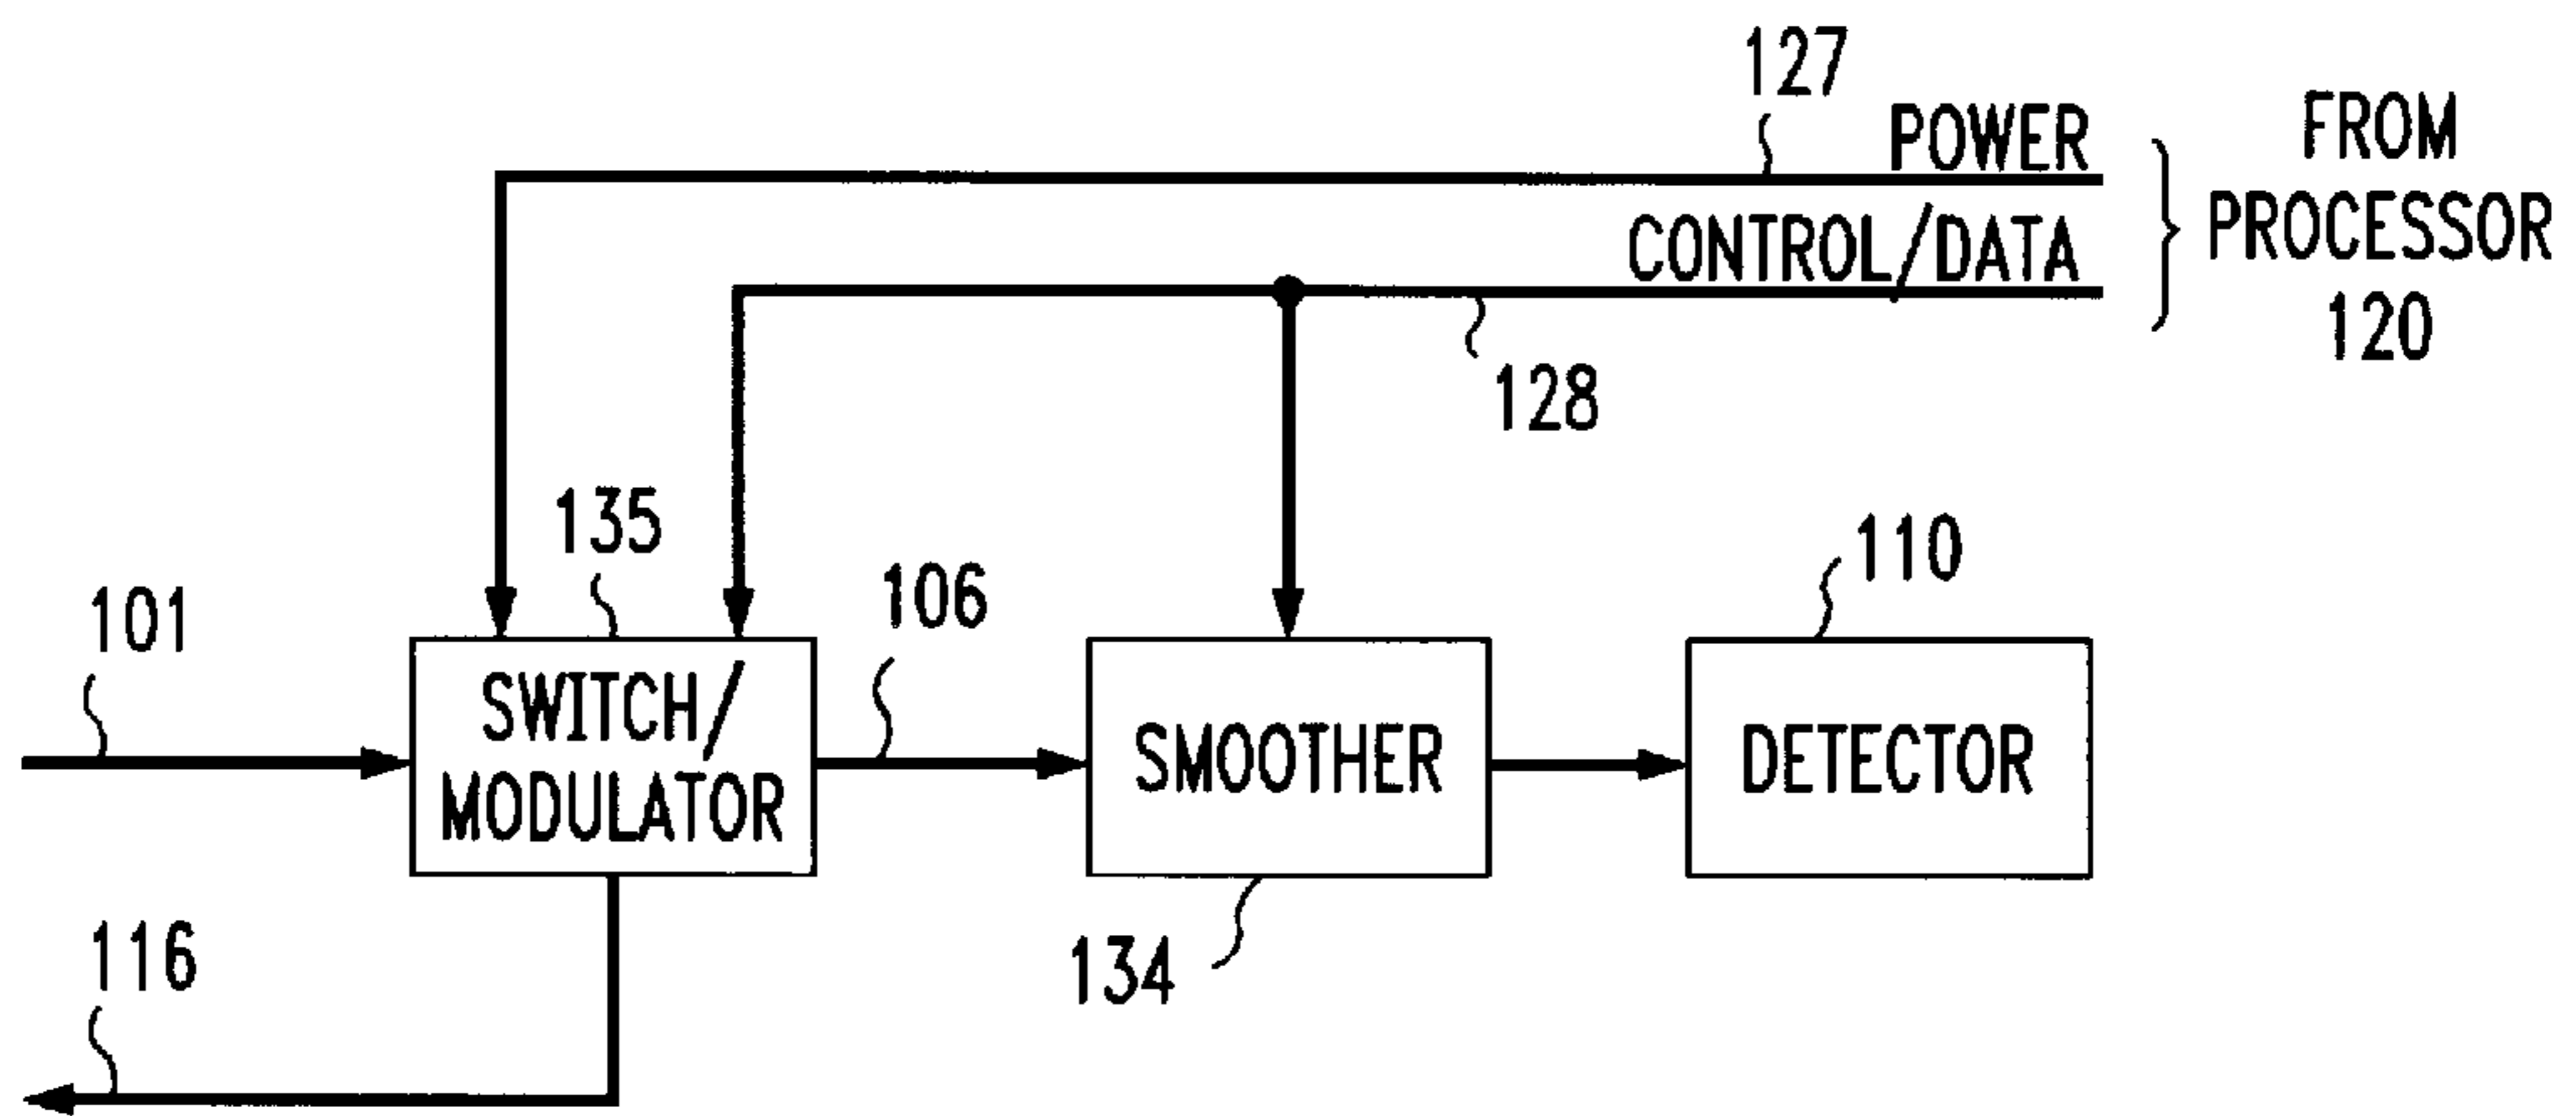 127
POWER
FROM
PROCESSOR
120
CONTROL/DATA
128
135
101
106
110
SWITCH/
MODULATOR
SMOOTHER
DETECTOR
116
134